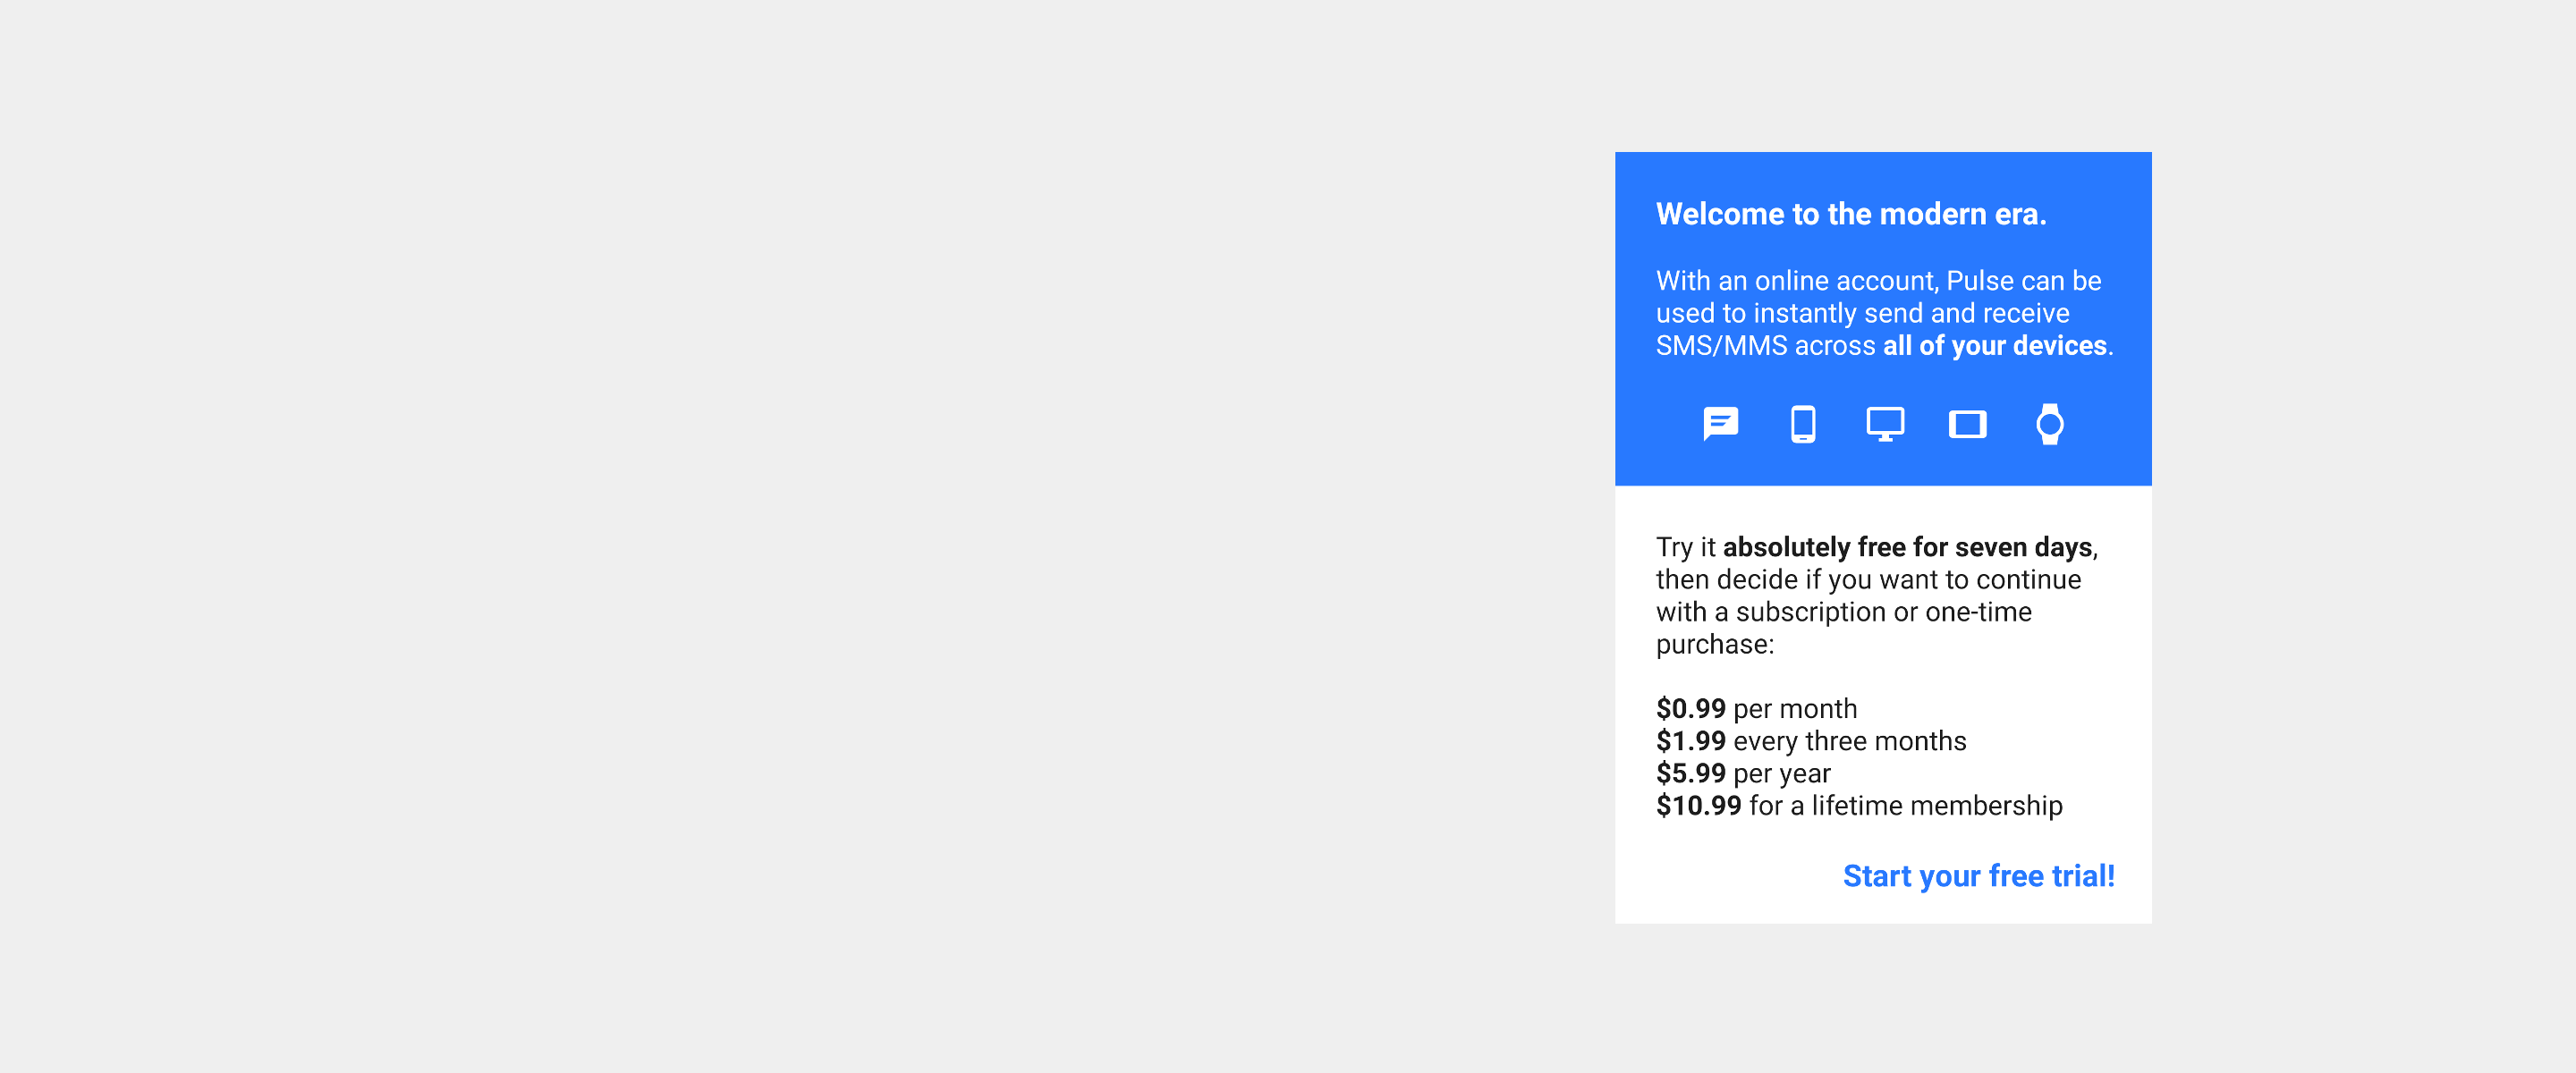 Welcome to the modern era.
With an online account, Pulse can be
used to instantly send and receive
SMS/MMS across all of your devices.
Try it absolutely free for seven days,
then decide if you want to continue
with a subscription or one-time
purchase:
$0.99 per month
$1.99 every three months
$5.99 per year
$10.99 for a lifetime membership
Start your free trial!